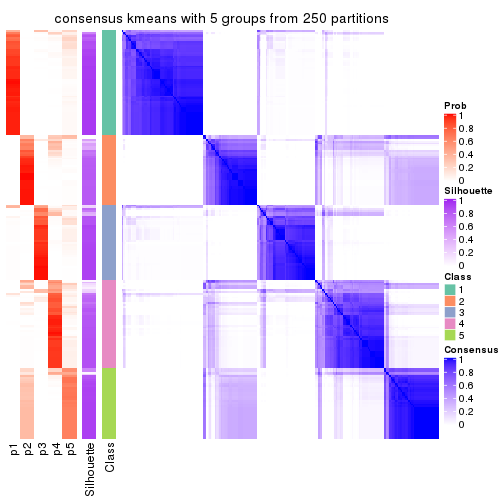 consensus kmeans with 5 groups from 250 partitions
Prob
1
0.8
0.6
0.4
0.2
0
Silhouette
1
0.8
0.6
0.4
0.2
0
Class
1
2
3
4
5
Consensus
1
0.8
0.6
0.4
0.2
0
p1
p2
p3
p4
p5
Silhouette
Class